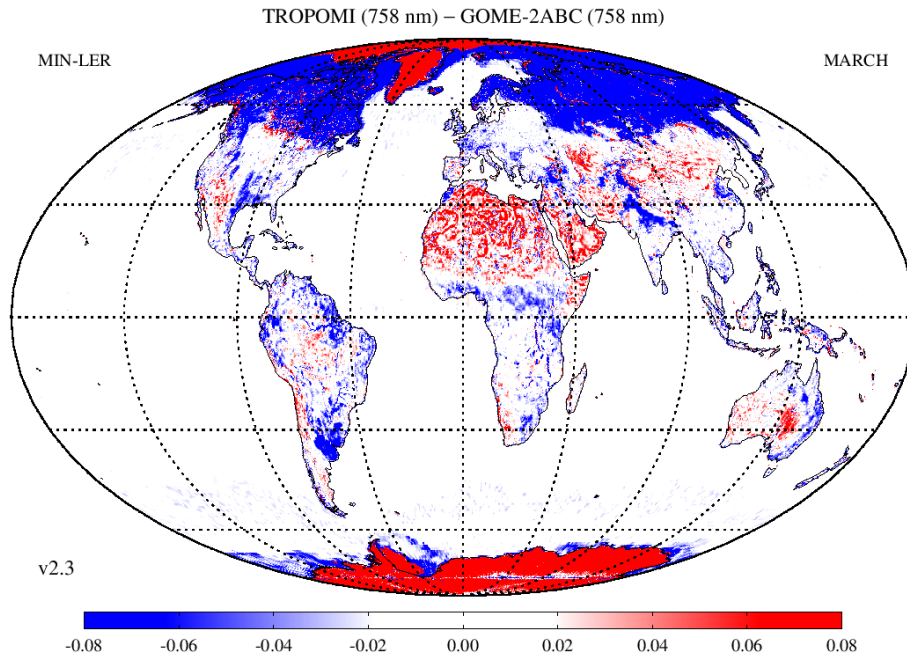 TROPOMI (758 nm) – GOME-2ABC (758 nm)
MIN-LER
MARCH
v2.3
-0.08 -0.06 -0.04 -0.02 0.00 0.02 0.04 0.06 0.08